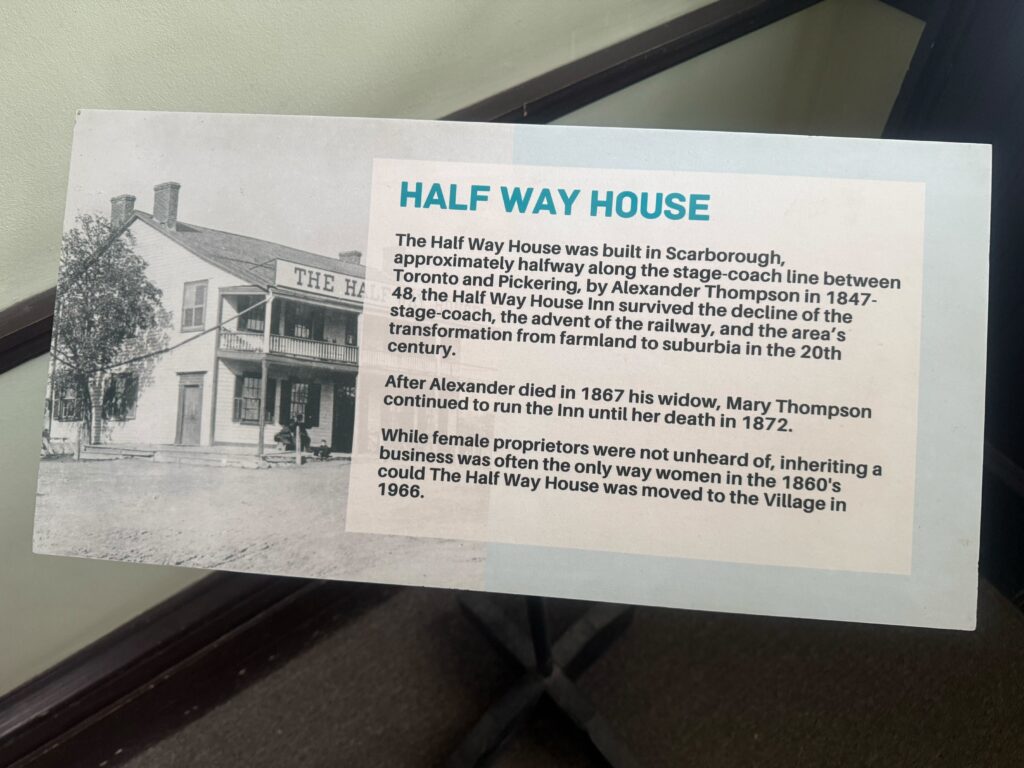 THE HALF
HALF WAY HOUSE
The Half Way House was built in Scarborough,
approximately halfway along the stage-coach line between
Toronto and Pickering, by Alexander Thompson in 1847-
48, the Half Way House Inn survived the decline of the
stage-coach, the advent of the railway, and the area's
transformation from farmland to suburbia in the 20th
century.
After Alexander died in 1867 his widow, Mary Thompson
continued to run the Inn until her death in 1872.
While female proprietors were not unheard of, inheriting a
business was often the only way women in the 1860's
could The Half Way House was moved to the Village in
1966.